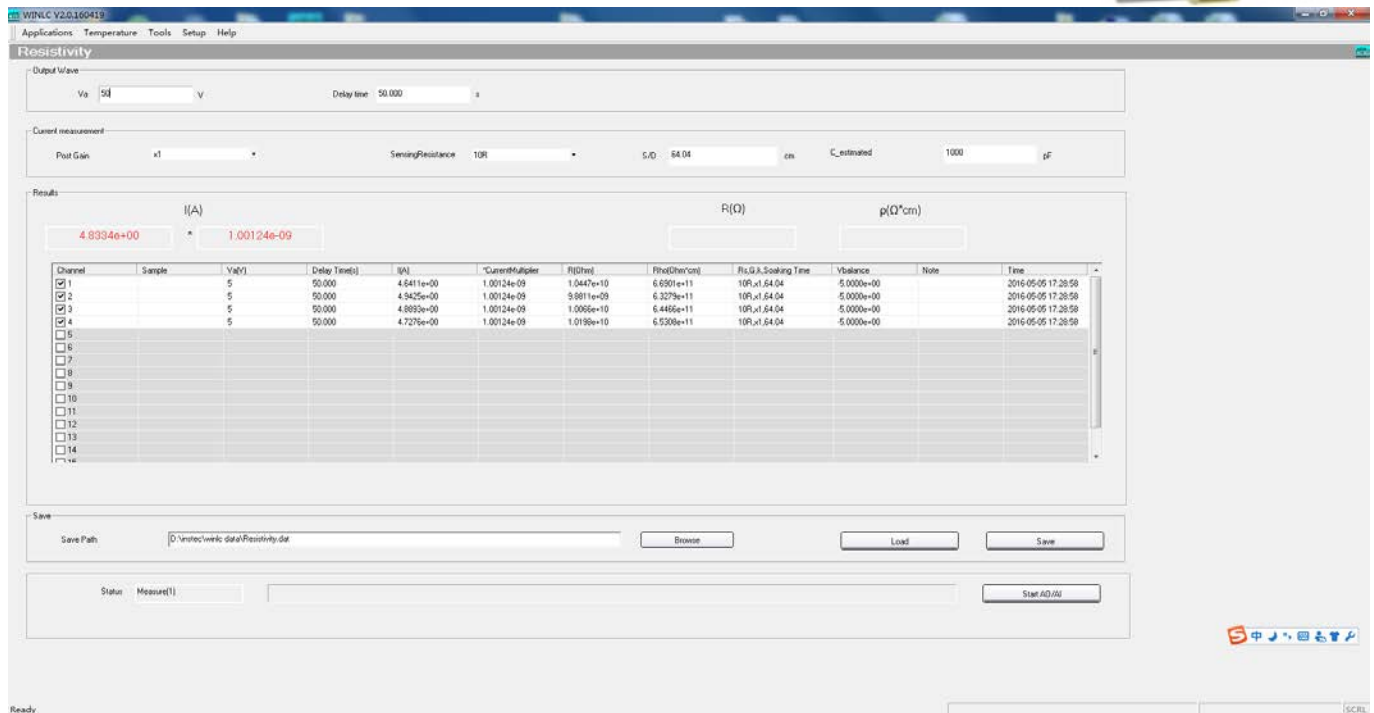 WINLC V2.0.160419
Applications Temperature Tools Setup Help
Resistivity
Output Wave
Va 50 V Delay time 50.000 s
Current measurement
Post Gain x1 SensingResistance 10R S/D 64.04 cm C_estimated 1000 pF
Results
I(A) R(Ω) ρ(Ω*cm)
4.8334e+00 * 1.00124e-09
Channel Sample Va(V) Delay Time(s) I(A) *CurrentMultiplier R(Ohm) Rho(Ohm*cm) Rs,G,k,Soaking Time Vbalance Note Time
1 5 50.000 4.6411e+00 1.00124e-09 1.0447e+10 6.6901e+11 10R,x1,64.04 -5.0000e+00 2016-05-05 17:28:58
2 5 50.000 4.9425e+00 1.00124e-09 9.8811e+09 6.3279e+11 10R,x1,64.04 -5.0000e+00 2016-05-05 17:28:58
3 5 50.000 4.8893e+00 1.00124e-09 1.0066e+10 6.4466e+11 10R,x1,64.04 -5.0000e+00 2016-05-05 17:28:58
4 5 50.000 4.7276e+00 1.00124e-09 1.0198e+10 6.5308e+11 10R,x1,64.04 -5.0000e+00 2016-05-05 17:28:58
5
6
7
8
9
10
11
12
13
14
Save
Save Path D:\instec\winlc data\Resistivity.dat Browse Load Save
Status Measure(1) Start AO/AI
中
Ready SCRL